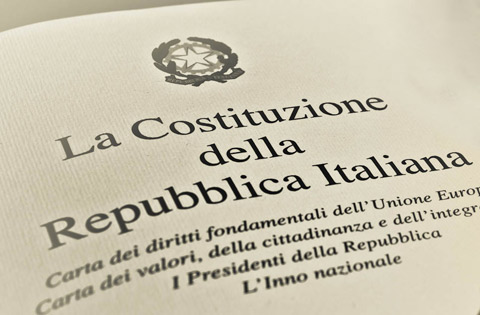 La Costituzione
della
Repubblica Italiana
Carta dei diritti fondamentali dell'Unione Europ
Carta dei valori, della cittadinanza e dell'integr
I Presidenti della Repubblica
L'Inno nazionale